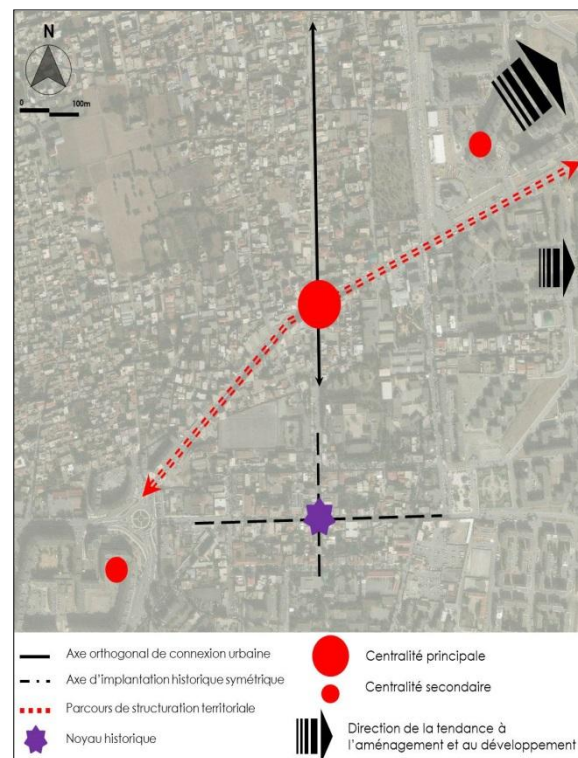 N
0 100m
Axe orthogonal de connexion urbaine
Axe d'implantation historique symétrique
Parcours de structuration territoriale
Noyau historique
Centralité principale
Centralité secondaire
Direction de la tendance à
l'aménagement et au développement